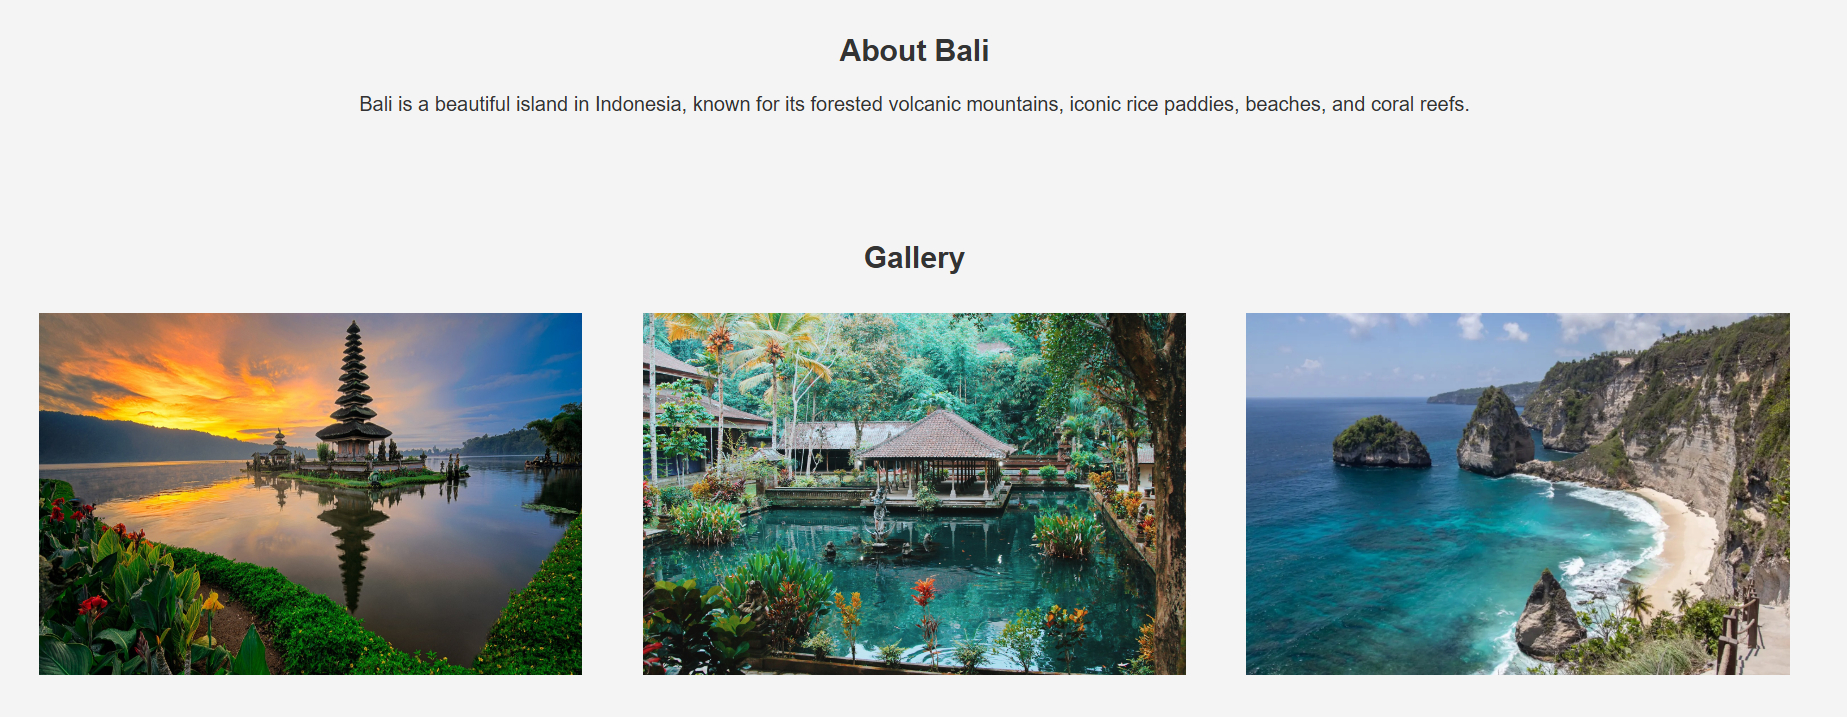 About Bali
Bali is a beautiful island in Indonesia, known for its forested volcanic mountains, iconic rice paddies, beaches, and coral reefs.
Gallery